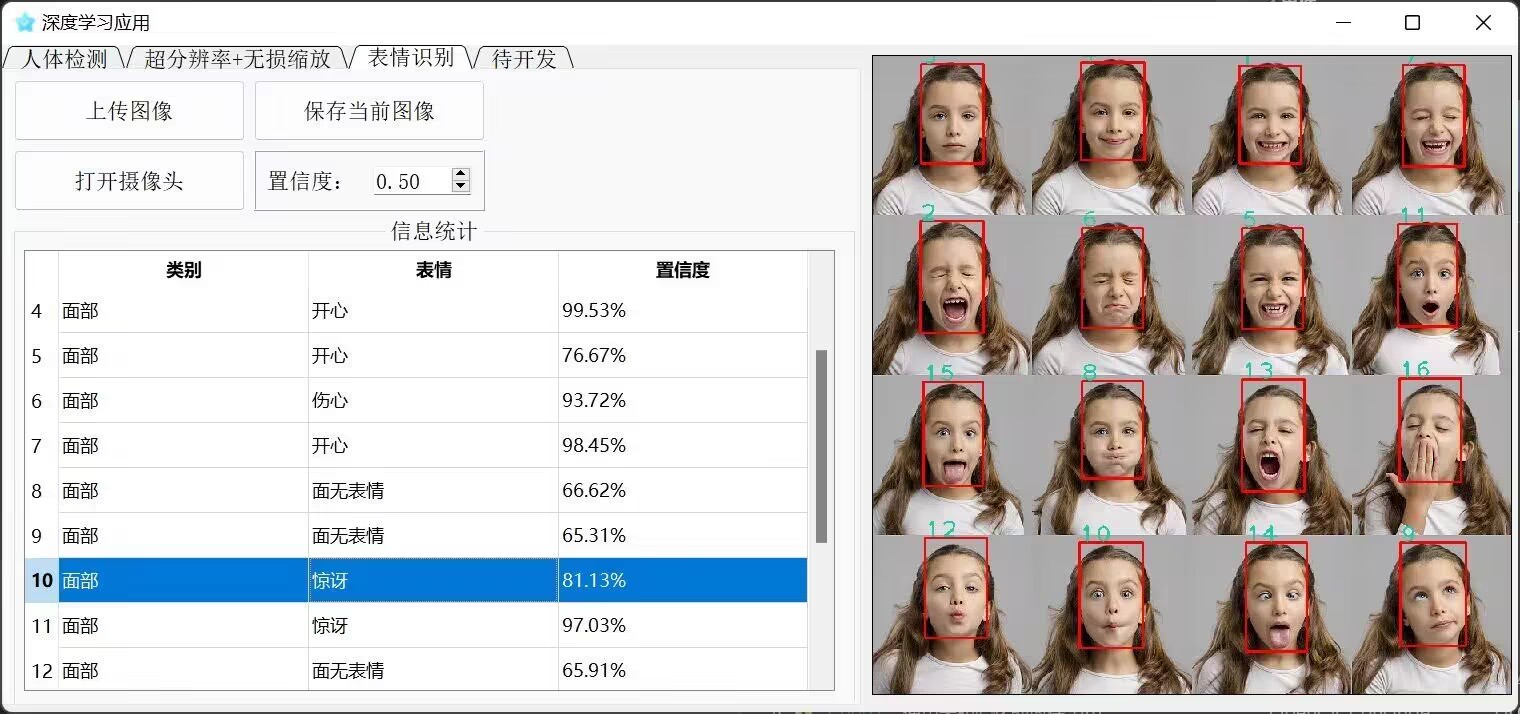 深度学习应用
人体检测 超分辨率+无损缩放 表情识别 待开发
上传图像 保存当前图像
打开摄像头 置信度： 0.50
信息统计
类别 表情 置信度
4 面部 开心 99.53%
5 面部 开心 76.67%
6 面部 伤心 93.72%
7 面部 开心 98.45%
8 面部 面无表情 66.62%
9 面部 面无表情 65.31%
10 面部 惊讶 81.13%
11 面部 惊讶 97.03%
12 面部 面无表情 65.91%
2 6 5 11
15 8 13 16
12 10 14 9